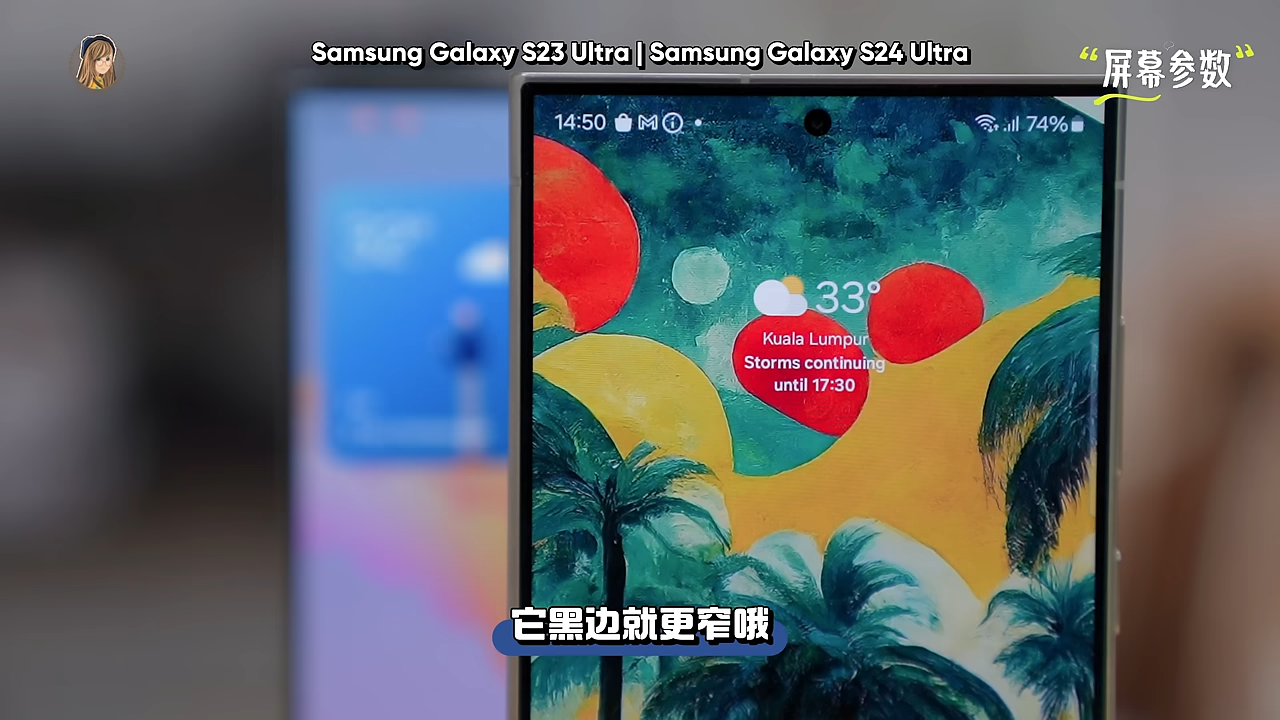 Samsung Galaxy S23 Ultra | Samsung Galaxy S24 Ultra
“屏幕参数”
14:50
74%
33°
Kuala Lumpur
Storms continuing
until 17:30
它黑边就更窄哦